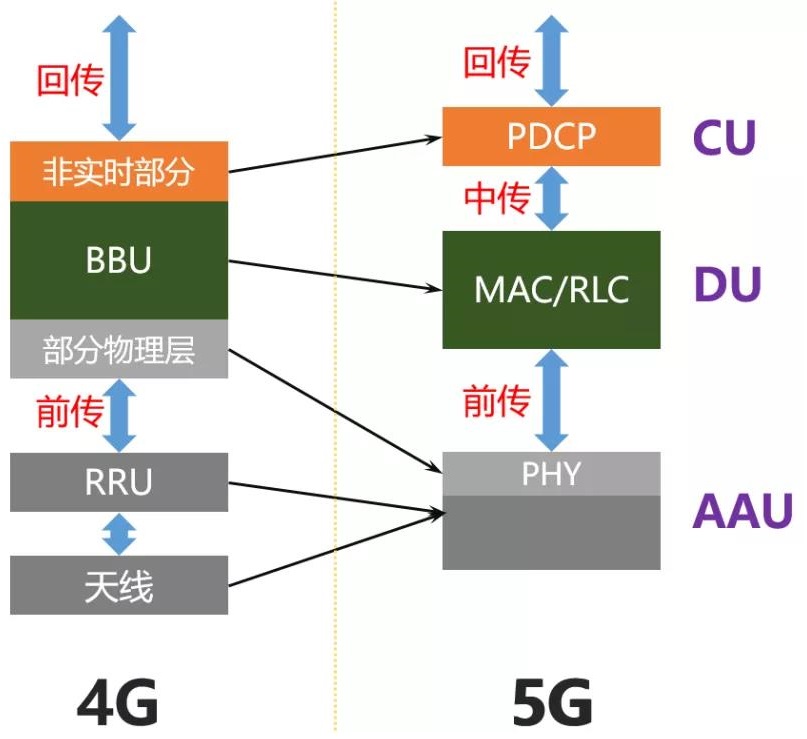 回传
非实时部分
BBU
部分物理层
前传
RRU
天线
4G
回传
PDCP
CU
中传
MAC/RLC
DU
前传
PHY
AAU
5G